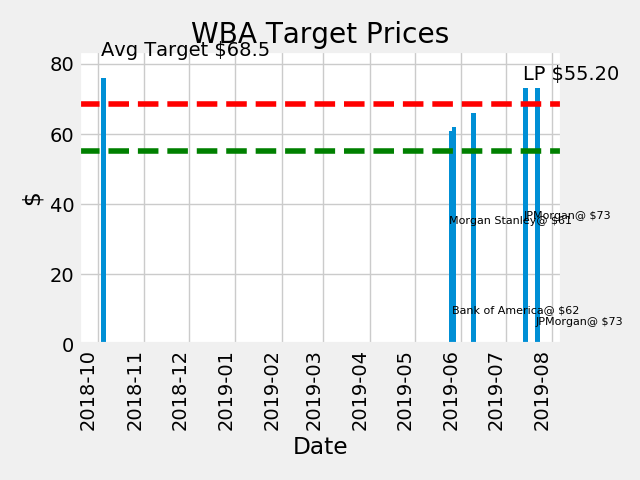 WBA Target Prices
Avg Target $68.5
LP $55.20
80
60
40
20
0
$
JPMorgan@ $73
Morgan Stanley@ $61
Bank of America@ $62
JPMorgan@ $73
2018-10
2018-11
2018-12
2019-01
2019-02
2019-03
2019-04
2019-05
2019-06
2019-07
2019-08
Date